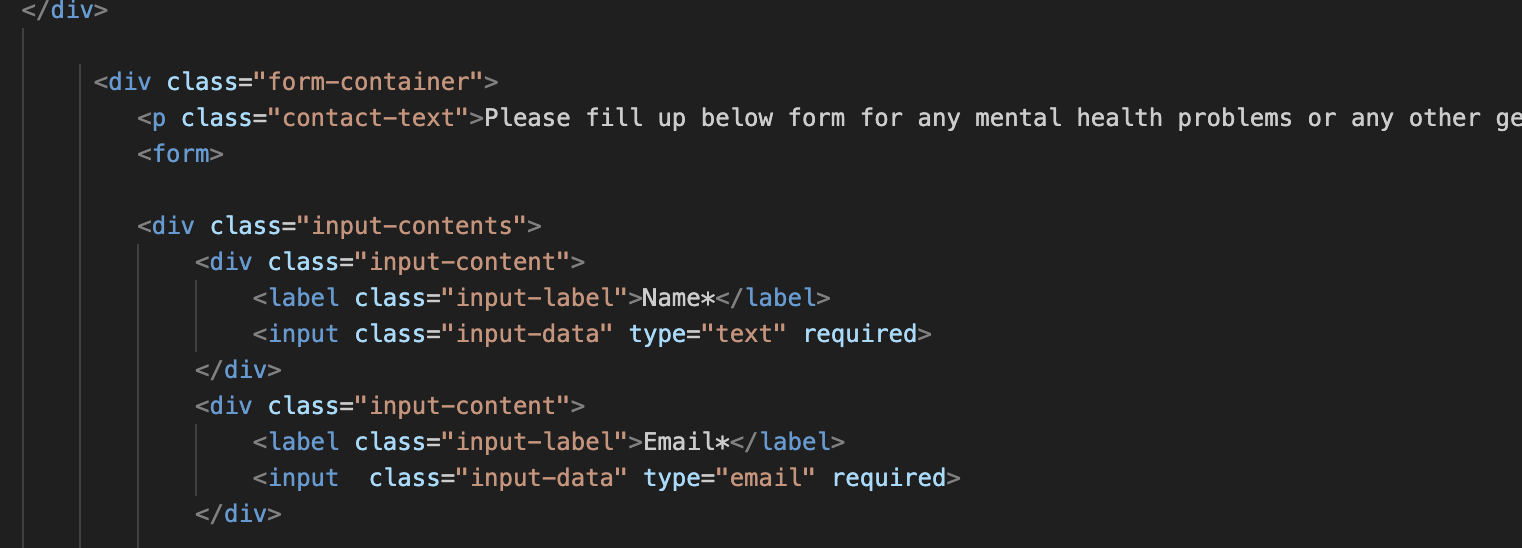 </div>
<div class="form-container">
<p class="contact-text">Please fill up below form for any mental health problems or any other
<form>
<div class="input-contents">
<div class="input-content">
<label class="input-label">Name*</label>
<input class="input-data" type="text" required>
</div>
<div class="input-content">
<label class="input-label">Email*</label>
<input  class="input-data" type="email" required>
</div>